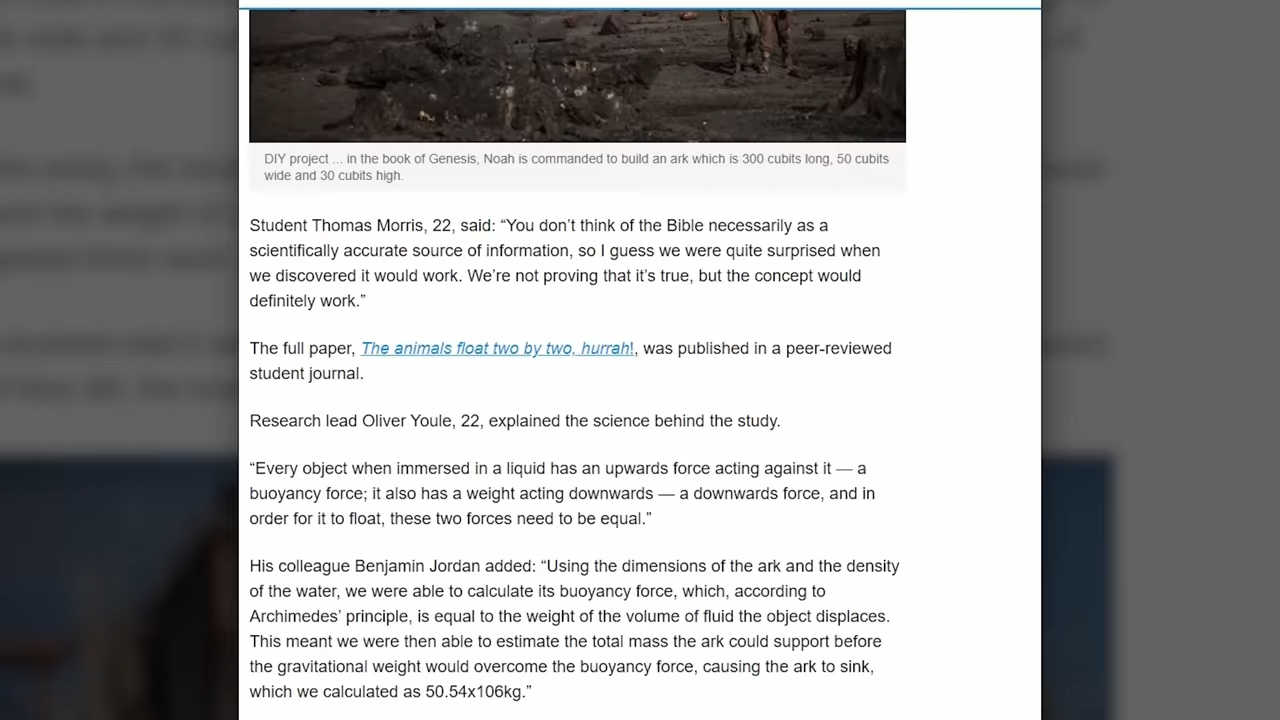 DIY project ... in the book of Genesis, Noah is commanded to build an ark which is 300 cubits long, 50 cubits
wide and 30 cubits high.
Student Thomas Morris, 22, said: “You don’t think of the Bible necessarily as a
scientifically accurate source of information, so I guess we were quite surprised when
we discovered it would work. We’re not proving that it’s true, but the concept would
definitely work.”
The full paper, The animals float two by two, hurrah!, was published in a peer-reviewed
student journal.
Research lead Oliver Youle, 22, explained the science behind the study.
“Every object when immersed in a liquid has an upwards force acting against it — a
buoyancy force; it also has a weight acting downwards — a downwards force, and in
order for it to float, these two forces need to be equal.”
His colleague Benjamin Jordan added: “Using the dimensions of the ark and the density
of the water, we were able to calculate its buoyancy force, which, according to
Archimedes’ principle, is equal to the weight of the volume of fluid the object displaces.
This meant we were then able to estimate the total mass the ark could support before
the gravitational weight would overcome the buoyancy force, causing the ark to sink,
which we calculated as 50.54x106kg.”